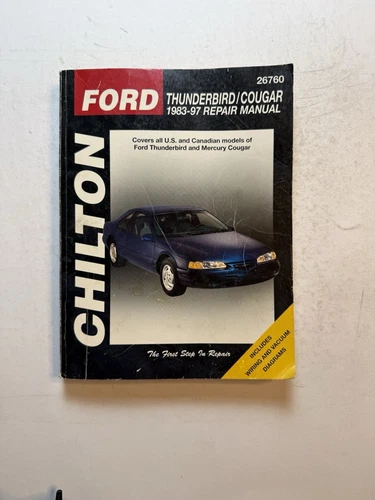 26760
FORD
THUNDERBIRD/COUGAR
1983-97 REPAIR MANUAL
Covers all U.S. and Canadian models of
Ford Thunderbird and Mercury Cougar
CHILTON
INCLUDES
WIRING AND VACUUM
DIAGRAMS
The First Step In Repair